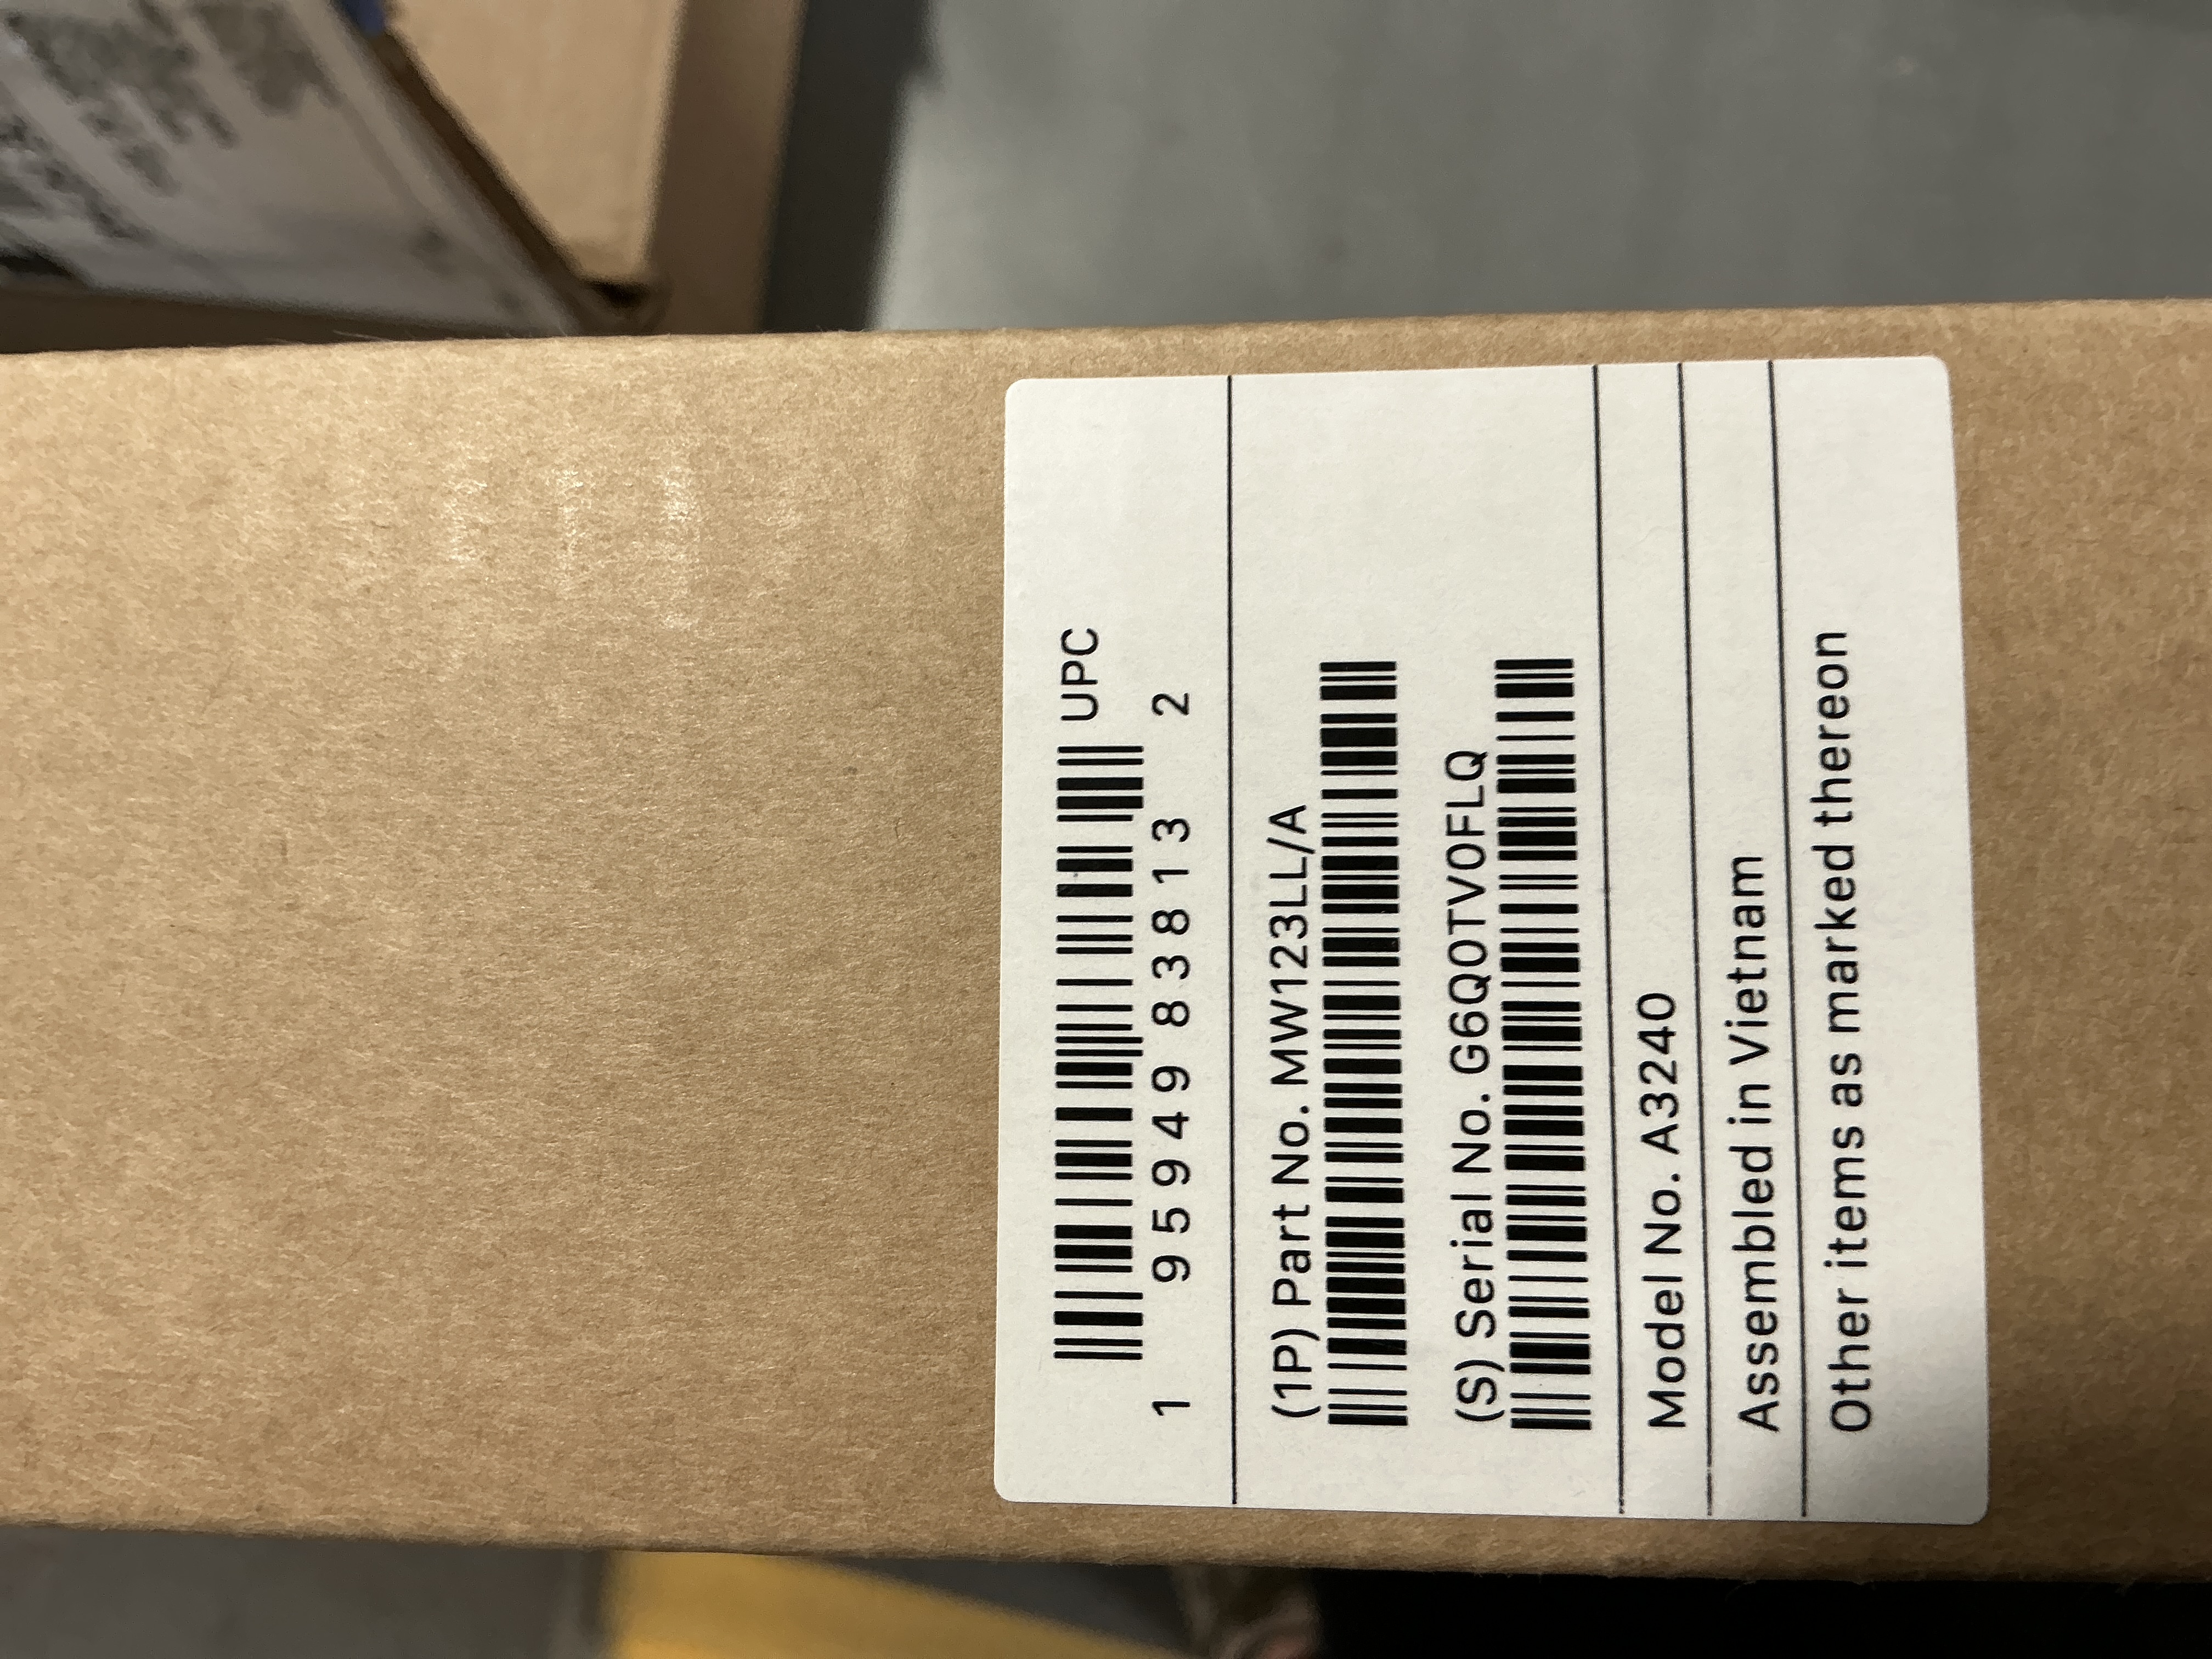 UPC
1 95949 83813 2
(1P) Part No. MW123LL/A
(S) Serial No. G6Q0TV0FLQ
Model No. A3240
Assembled in Vietnam
Other items as marked thereon